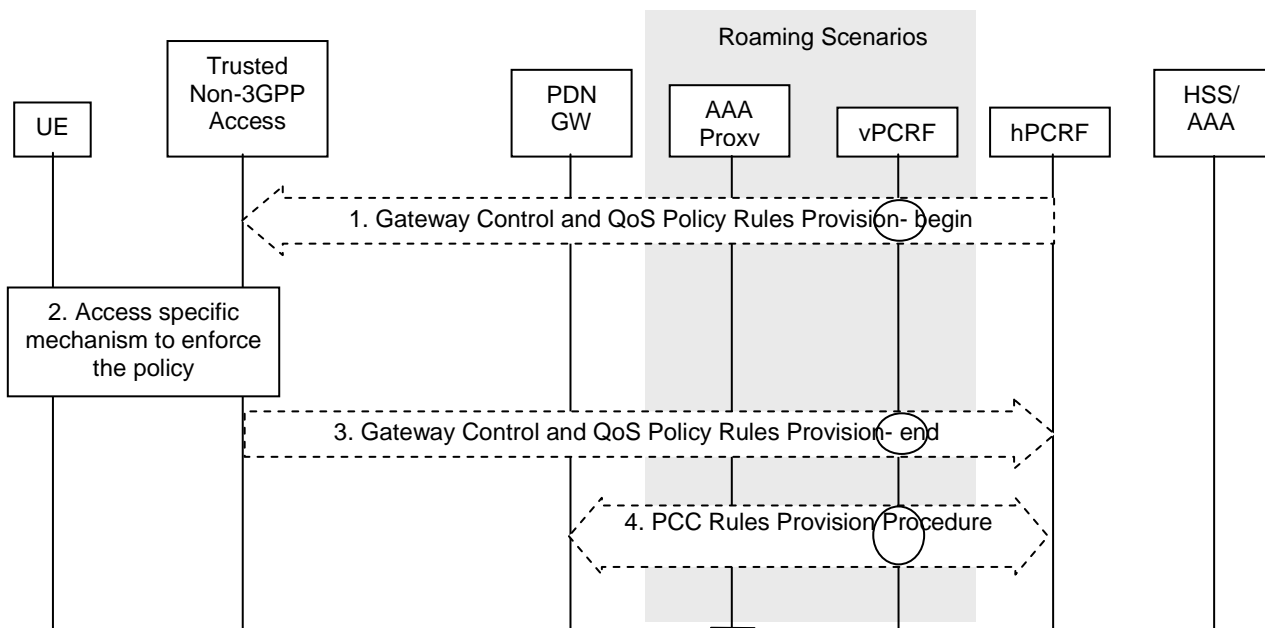 Roaming Scenarios
UE
Trusted
Non-3GPP
Access
PDN
GW
AAA
Proxv
vPCRF
hPCRF
HSS/
AAA
1. Gateway Control and QoS Policy Rules Provision- begin
2. Access specific
mechanism to enforce
the policy
3. Gateway Control and QoS Policy Rules Provision- end
4. PCC Rules Provision Procedure